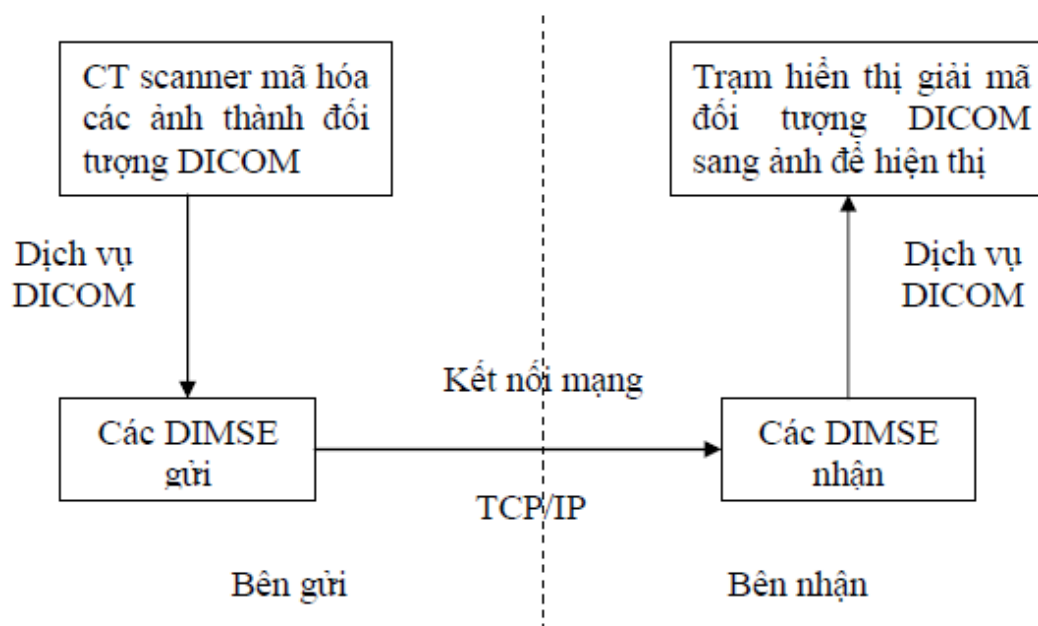 CT scanner mã hóa
các ảnh thành đối
tượng DICOM
Trạm hiển thị giải mã
đối tượng DICOM
sang ảnh để hiện thị
Dịch vụ
DICOM
Dịch vụ
DICOM
Kết nối mạng
Các DIMSE
gửi
Các DIMSE
nhận
TCP/IP
Bên gửi
Bên nhận